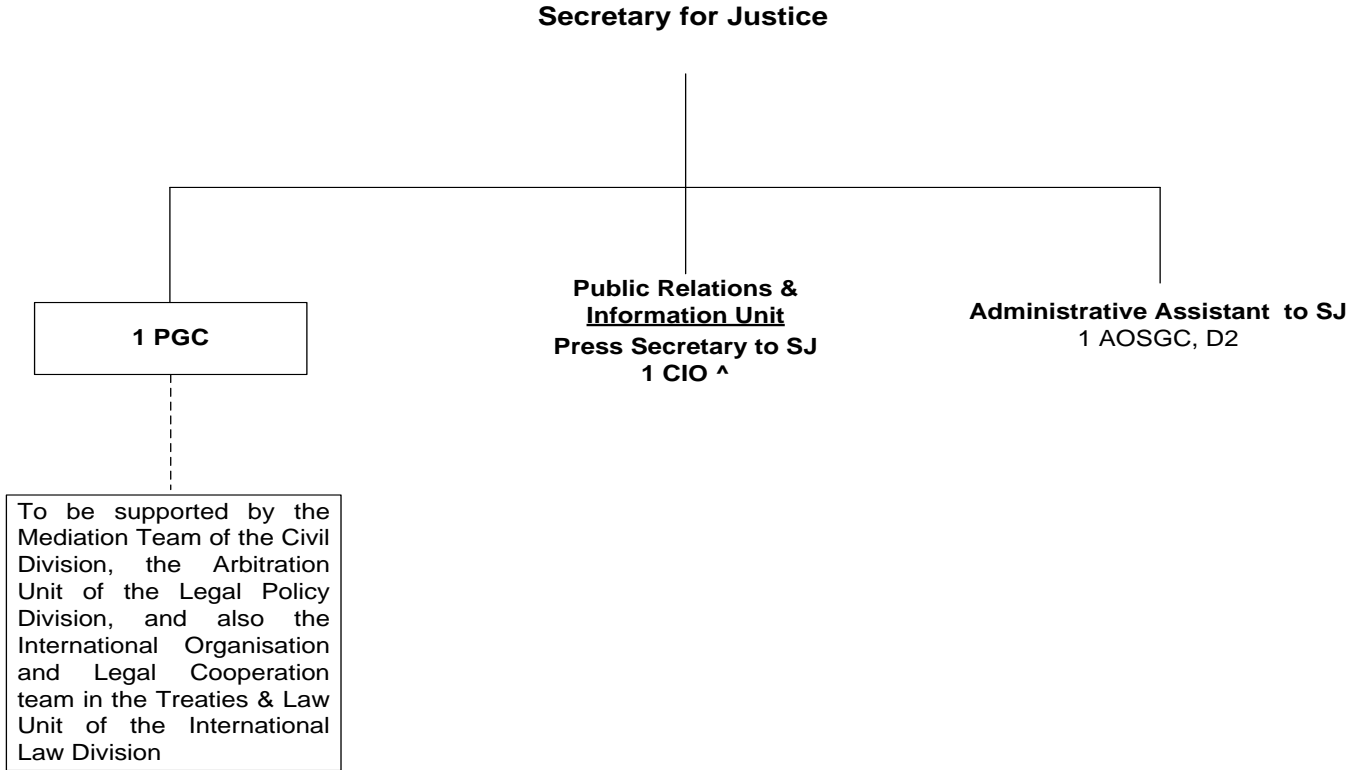 Secretary for Justice
1 PGC
Public Relations &
Information Unit
Press Secretary to SJ
1 CIO ^
Administrative Assistant to SJ
1 AOSGC, D2
To be supported by the
Mediation Team of the Civil
Division, the Arbitration
Unit of the Legal Policy
Division, and also the
International Organisation
and Legal Cooperation
team in the Treaties & Law
Unit of the International
Law Division